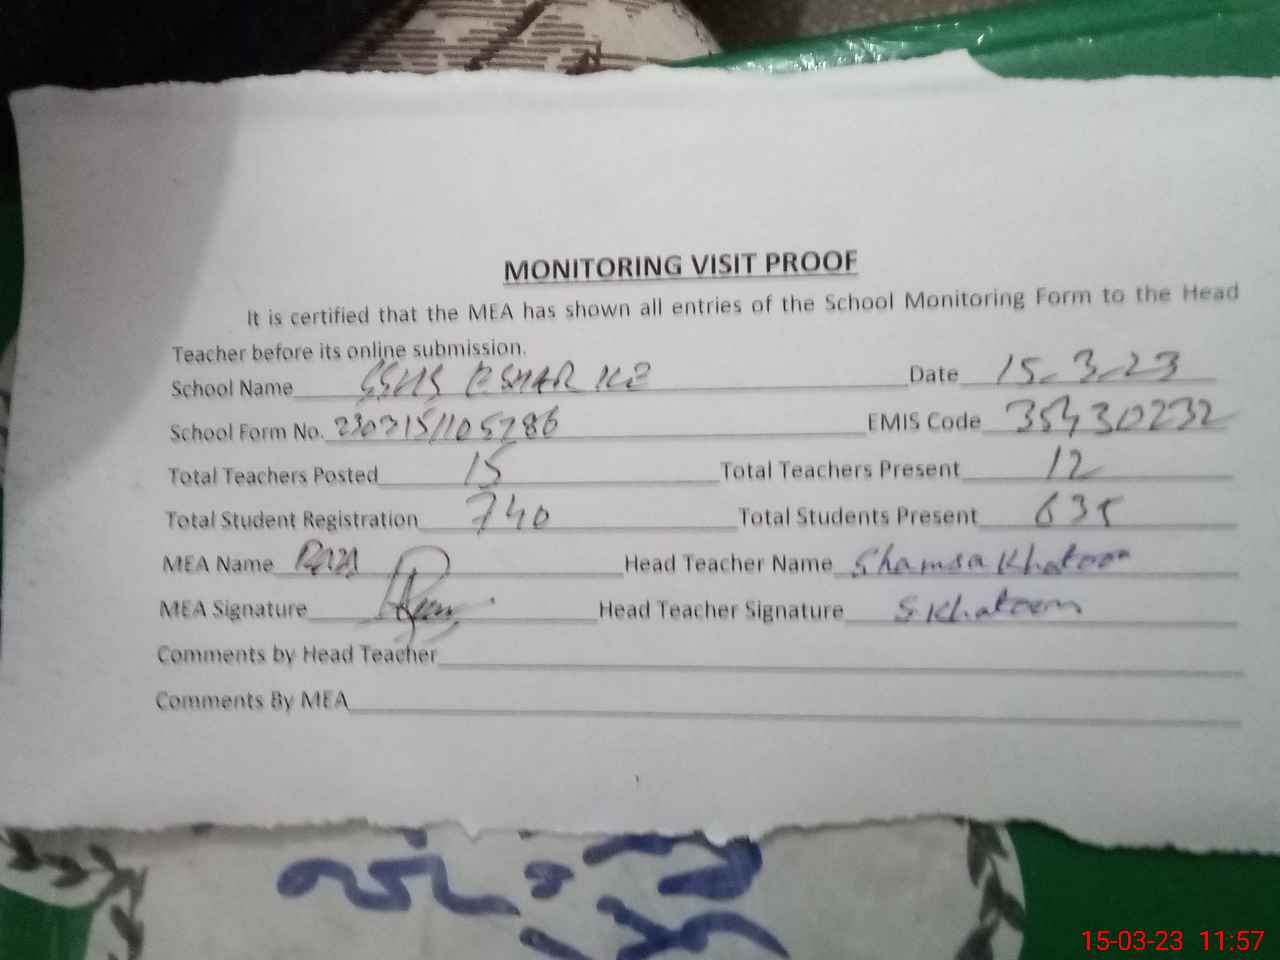 MONITORING VISIT PROOF
It is certified that the MEA has shown all entries of the School Monitoring Form to the Head
Teacher before its online submission.
School Name Date 15-3-23
School Form No. 230315/1105286 EMIS Code 35430232
Total Teachers Posted 15 Total Teachers Present 12
Total Student Registration 740 Total Students Present 635
MEA Name Head Teacher Name Shamsa Khatoon
MEA Signature Head Teacher Signature S.Khatoon
Comments by Head Teacher
Comments By MEA
15-03-23 11:57